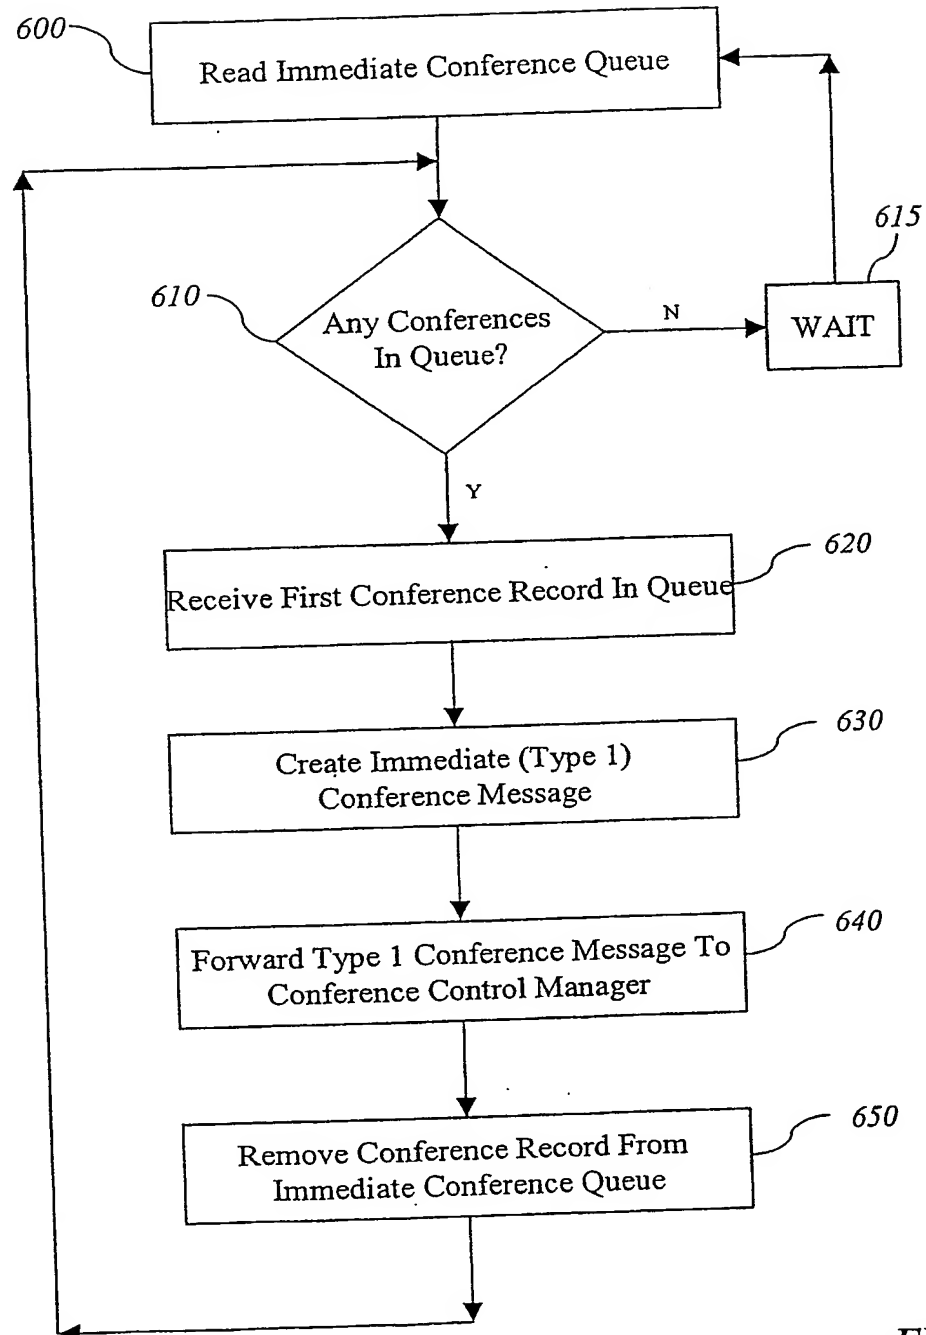 600
Read Immediate Conference Queue
615
610
Any Conferences
In Queue?
N
WAIT
Y
620
Receive First Conference Record In Queue
630
Create Immediate (Type 1)
Conference Message
640
Forward Type 1 Conference Message To
Conference Control Manager
650
Remove Conference Record From
Immediate Conference Queue